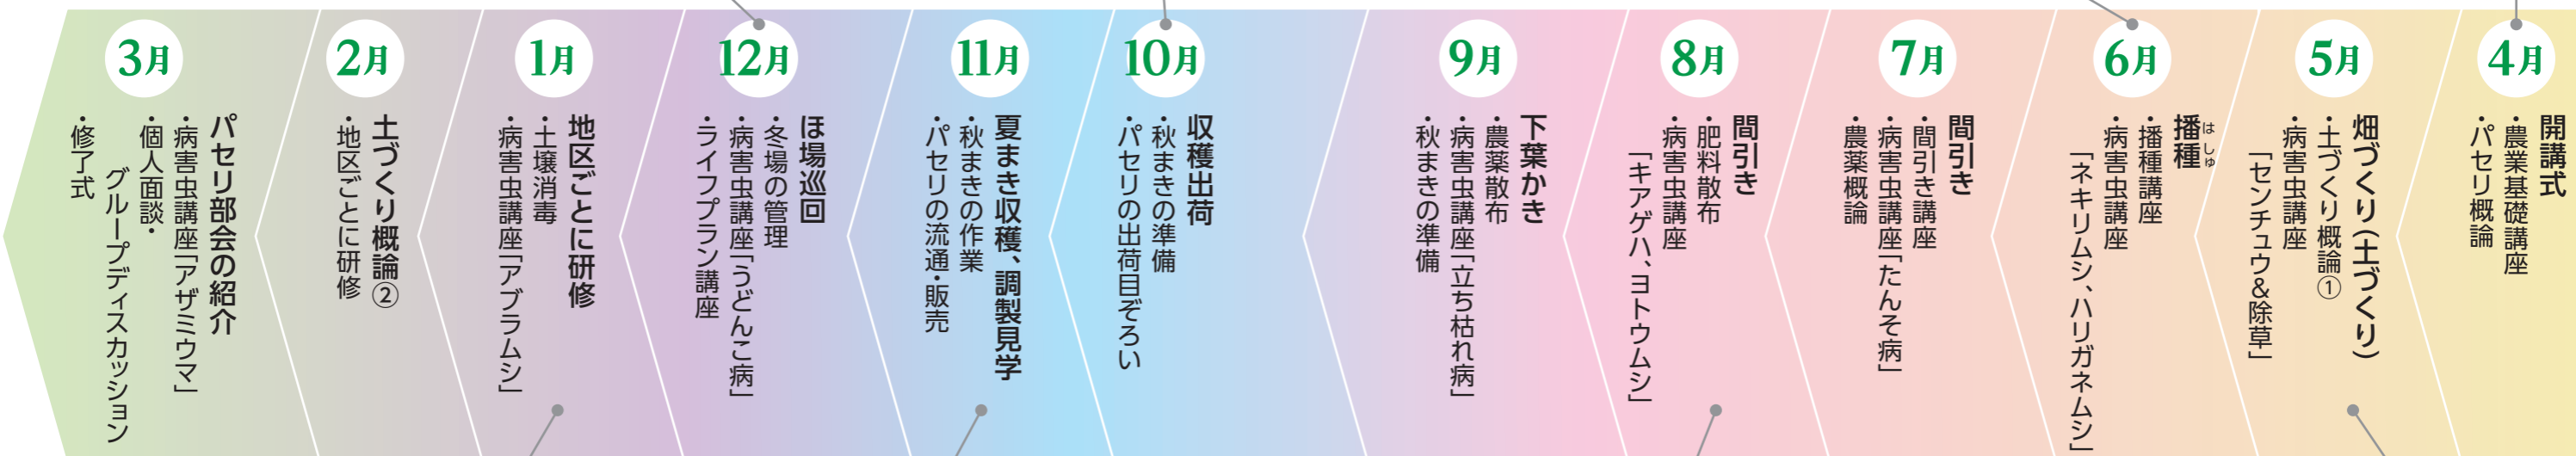 4月
開講式
・農業基礎講座
・パセリ概論
5月
畑づくり（土づくり）
・土づくり概論①
・病害虫講座
「センチュウ＆除草」
6月
播種
はしゅ
・播種講座
・病害虫講座
「ネキリムシ、ハリガネムシ」
7月
間引き
・間引き講座
・病害虫講座「たんそ病」
・農薬概論
8月
間引き
・肥料散布
・病害虫講座
「キアゲハ、ヨトウムシ」
9月
下葉かき
・農薬散布
・病害虫講座「立ち枯れ病」
・秋まきの準備
10月
収穫出荷
・秋まきの準備
・パセリの出荷目ぞろい
11月
夏まき収穫、調製見学
・秋まきの作業
・パセリの流通・販売
12月
ほ場巡回
・冬場の管理
・病害虫講座「うどんこ病」
・ライフプラン講座
1月
地区ごとに研修
・土壌消毒
・病害虫講座「アブラムシ」
2月
土づくり概論②
・地区ごとに研修
3月
パセリ部会の紹介
・病害虫講座「アザミウマ」
・個人面談・
グループディスカッション
・修了式